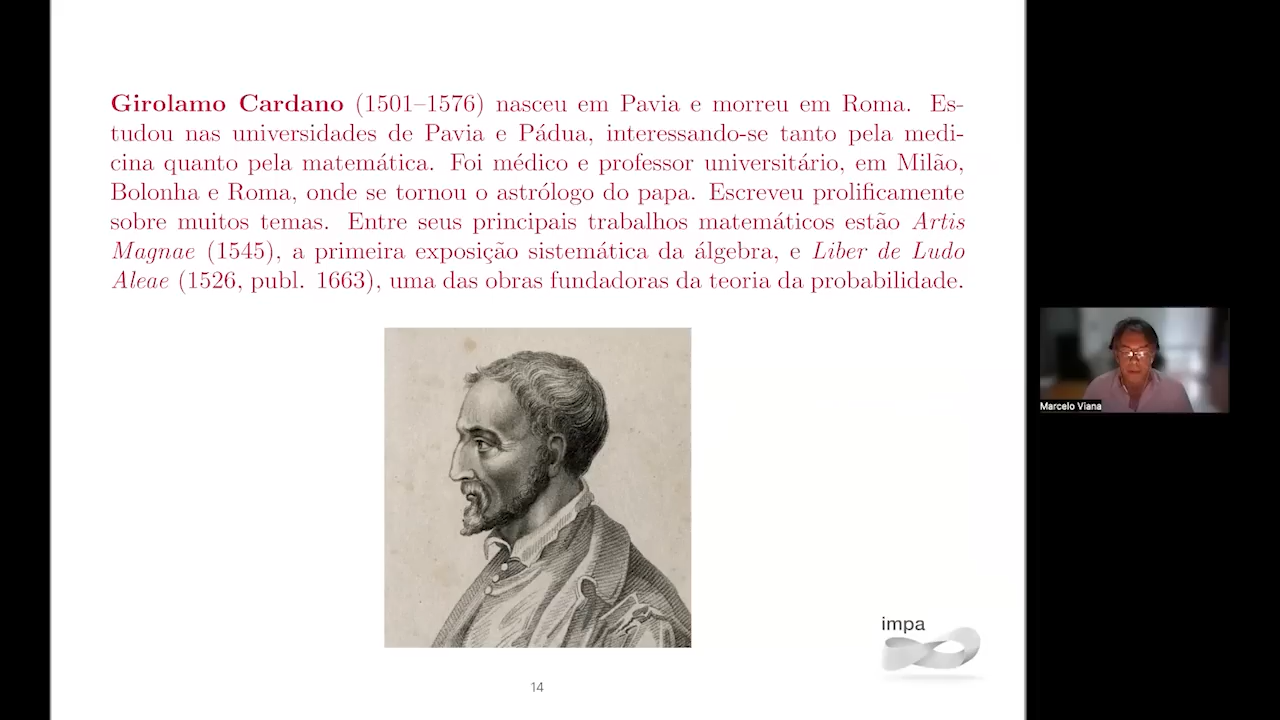 Girolamo Cardano (1501–1576) nasceu em Pavia e morreu em Roma. Es-
tudou nas universidades de Pavia e Pádua, interessando-se tanto pela medi-
cina quanto pela matemática. Foi médico e professor universitário, em Milão,
Bolonha e Roma, onde se tornou o astrólogo do papa. Escreveu prolificamente
sobre muitos temas. Entre seus principais trabalhos matemáticos estão Artis
Magnae (1545), a primeira exposição sistemática da álgebra, e Liber de Ludo
Aleae (1526, publ. 1663), uma das obras fundadoras da teoria da probabilidade.
Marcelo Viana
impa
14